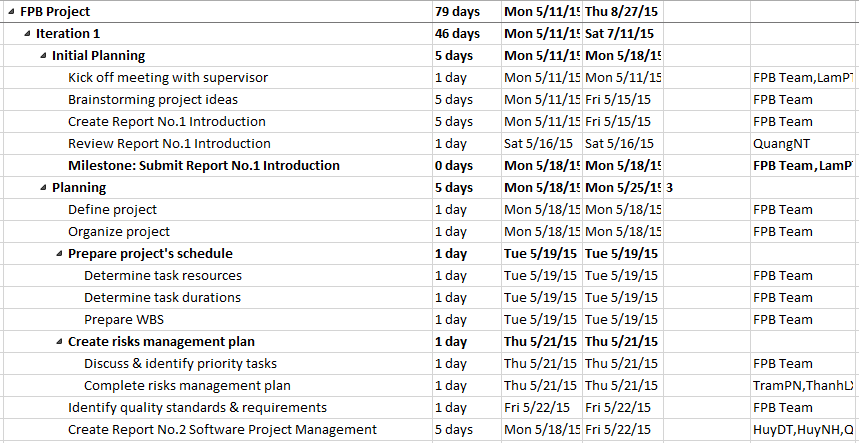 FPB Project 79 days Mon 5/11/15 Thu 8/27/15
Iteration 1 46 days Mon 5/11/15 Sat 7/11/15
Initial Planning 5 days Mon 5/11/15 Mon 5/18/15
Kick off meeting with supervisor 1 day Mon 5/11/15 Mon 5/11/15 FPB Team,LamPT
Brainstorming project ideas 5 days Mon 5/11/15 Fri 5/15/15 FPB Team
Create Report No.1 Introduction 5 days Mon 5/11/15 Fri 5/15/15 FPB Team
Review Report No.1 Introduction 1 day Sat 5/16/15 Sat 5/16/15 QuangNT
Milestone: Submit Report No.1 Introduction 0 days Mon 5/18/15 Mon 5/18/15 FPB Team,LamP
Planning 5 days Mon 5/18/15 Mon 5/25/15 3
Define project 1 day Mon 5/18/15 Mon 5/18/15 FPB Team
Organize project 1 day Mon 5/18/15 Mon 5/18/15 FPB Team
Prepare project's schedule 1 day Tue 5/19/15 Tue 5/19/15
Determine task resources 1 day Tue 5/19/15 Tue 5/19/15 FPB Team
Determine task durations 1 day Tue 5/19/15 Tue 5/19/15 FPB Team
Prepare WBS 1 day Tue 5/19/15 Tue 5/19/15 FPB Team
Create risks management plan 1 day Thu 5/21/15 Thu 5/21/15
Discuss & identify priority tasks 1 day Thu 5/21/15 Thu 5/21/15 FPB Team
Complete risks management plan 1 day Thu 5/21/15 Thu 5/21/15 TramPN,ThanhLX
Identify quality standards & requirements 1 day Fri 5/22/15 Fri 5/22/15 FPB Team
Create Report No.2 Software Project Management 5 days Mon 5/18/15 Fri 5/22/15 HuyDT,HuyNH,Q